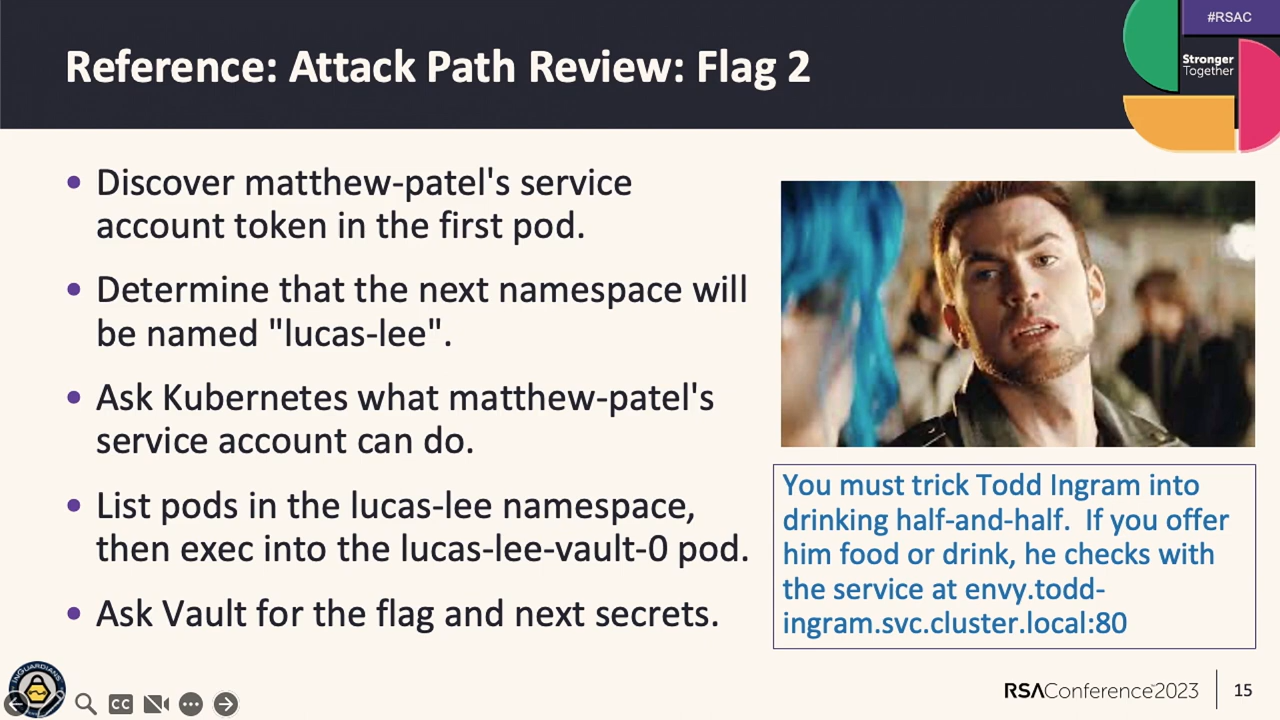 #RSAC
Reference: Attack Path Review: Flag 2
Stronger
Together
• Discover matthew-patel's service
account token in the first pod.
• Determine that the next namespace will
be named "lucas-lee".
• Ask Kubernetes what matthew-patel's
service account can do.
• List pods in the lucas-lee namespace,
then exec into the lucas-lee-vault-0 pod.
• Ask Vault for the flag and next secrets.
You must trick Todd Ingram into
drinking half-and-half.  If you offer
him food or drink, he checks with
the service at envy.todd-
ingram.svc.cluster.local:80
INGUARDIANS
CC
RSAConference™2023
15